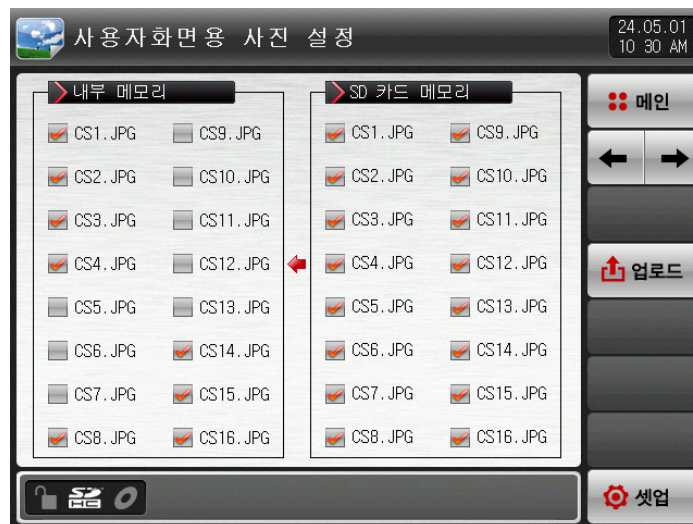 사용자화면용 사진 설정
24.05.01
10 30 AM
내부 메모리
CS1.JPG CS9.JPG
CS2.JPG CS10.JPG
CS3.JPG CS11.JPG
CS4.JPG CS12.JPG
CS5.JPG CS13.JPG
CS6.JPG CS14.JPG
CS7.JPG CS15.JPG
CS8.JPG CS16.JPG
SD 카드 메모리
CS1.JPG CS9.JPG
CS2.JPG CS10.JPG
CS3.JPG CS11.JPG
CS4.JPG CS12.JPG
CS5.JPG CS13.JPG
CS6.JPG CS14.JPG
CS7.JPG CS15.JPG
CS8.JPG CS16.JPG
메인
업로드
셋업
SD
HC